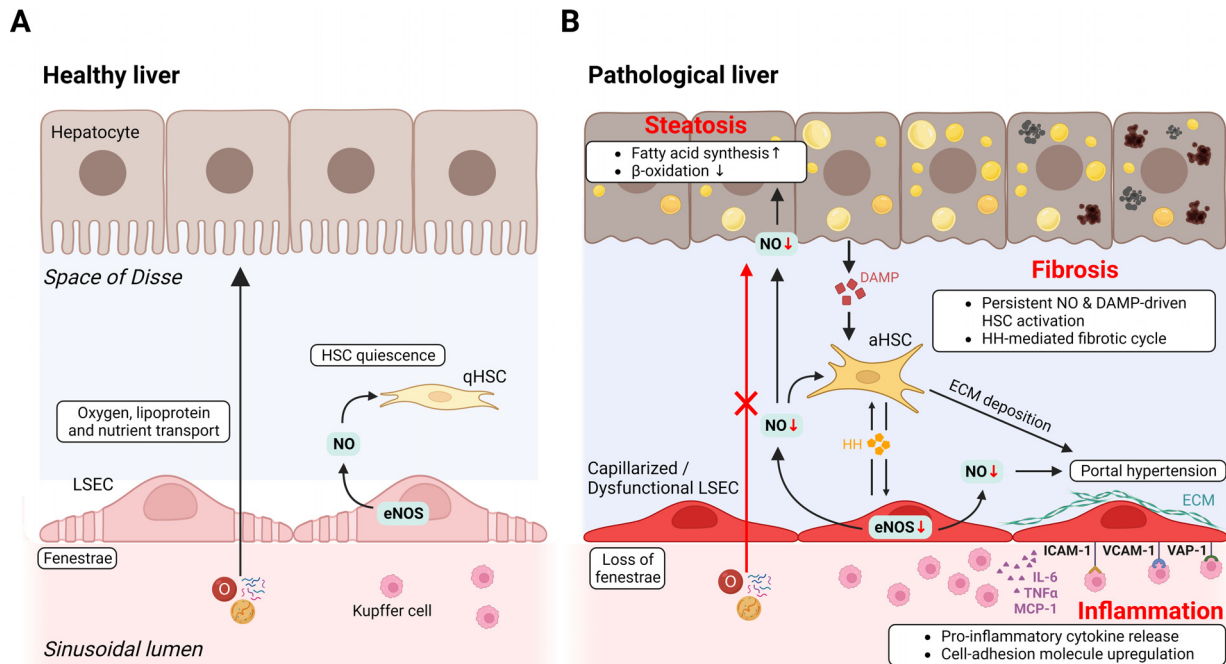 A
Healthy liver
Hepatocyte
Space of Disse
HSC quiescence
qHSC
Oxygen, lipoprotein
and nutrient transport
NO
LSEC
eNOS
Fenestrae
O
Kupffer cell
Sinusoidal lumen
B
Pathological liver
Steatosis
• Fatty acid synthesis↑
• β-oxidation ↓
NO↓
DAMP
Fibrosis
• Persistent NO & DAMP-driven
HSC activation
• HH-mediated fibrotic cycle
aHSC
ECM deposition
NO↓
HH
NO↓
Portal hypertension
Capillarized /
Dysfunctional LSEC
ECM
eNOS↓
Loss of
fenestrae
O
ICAM-1
VCAM-1
VAP-1
IL-6
TNFα
MCP-1
Inflammation
• Pro-inflammatory cytokine release
• Cell-adhesion molecule upregulation